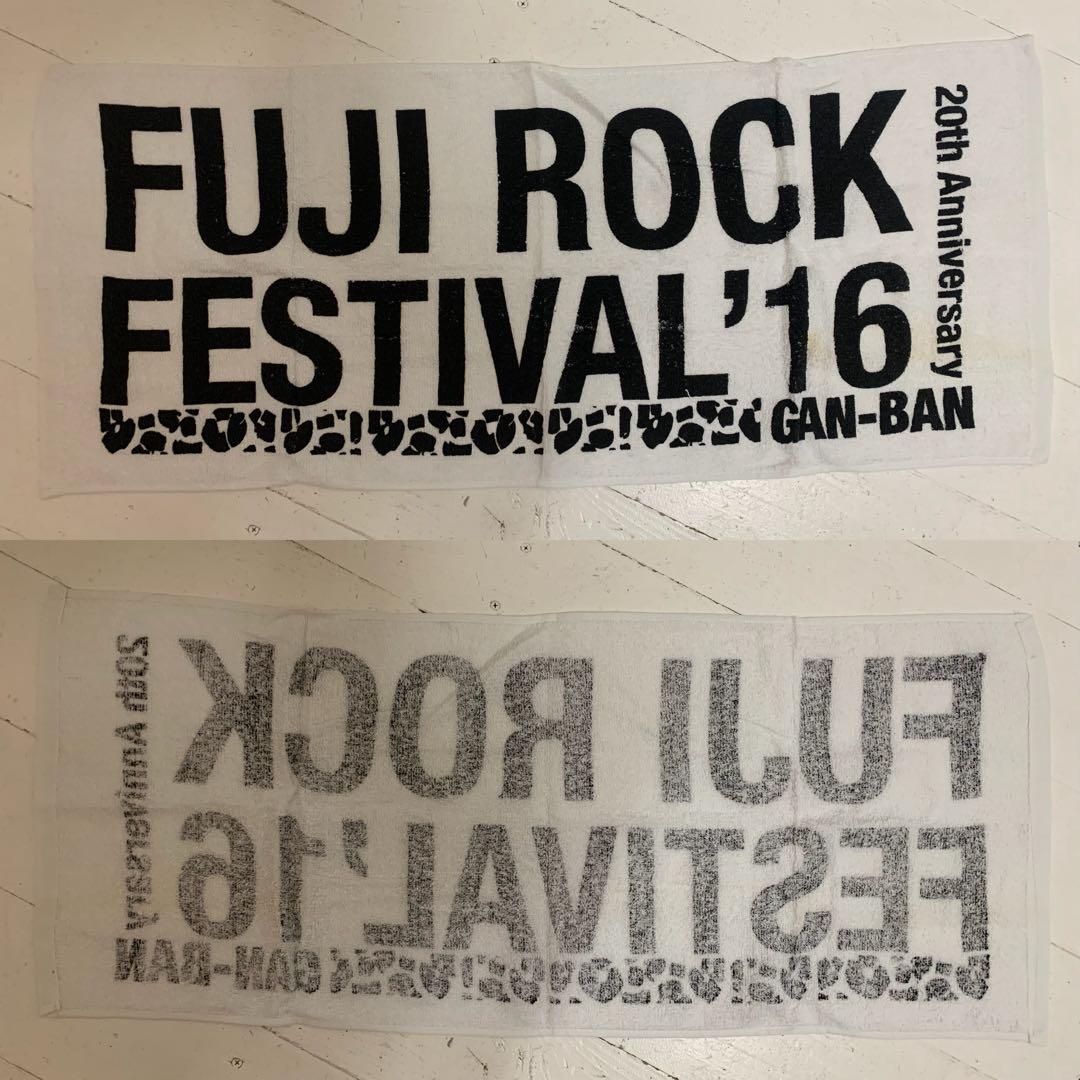 FUJI ROCK
FESTIVAL'16
20th Anniversary
GAN-BAN
FUJI ROCK
FESTIVAL'16
20th Anniversary
GAN-BAN